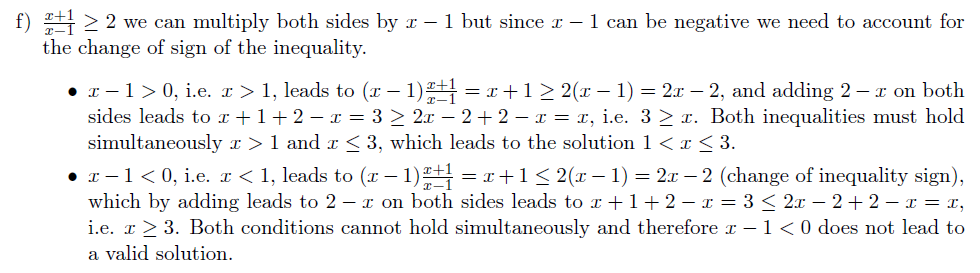 f) \frac{x+1}{x-1} ≥ 2 we can multiply both sides by x − 1 but since x − 1 can be negative we need to account for
the change of sign of the inequality.
• x − 1 > 0, i.e. x > 1, leads to (x − 1)\frac{x+1}{x-1} = x + 1 ≥ 2(x − 1) = 2x − 2, and adding 2 − x on both
sides leads to x + 1 + 2 − x = 3 ≥ 2x − 2 + 2 − x = x, i.e. 3 ≥ x. Both inequalities must hold
simultaneously x > 1 and x ≤ 3, which leads to the solution 1 < x ≤ 3.
• x − 1 < 0, i.e. x < 1, leads to (x − 1)\frac{x+1}{x-1} = x + 1 ≤ 2(x − 1) = 2x − 2 (change of inequality sign),
which by adding leads to 2 − x on both sides leads to x + 1 + 2 − x = 3 ≤ 2x − 2 + 2 − x = x,
i.e. x ≥ 3. Both conditions cannot hold simultaneously and therefore x − 1 < 0 does not lead to
a valid solution.